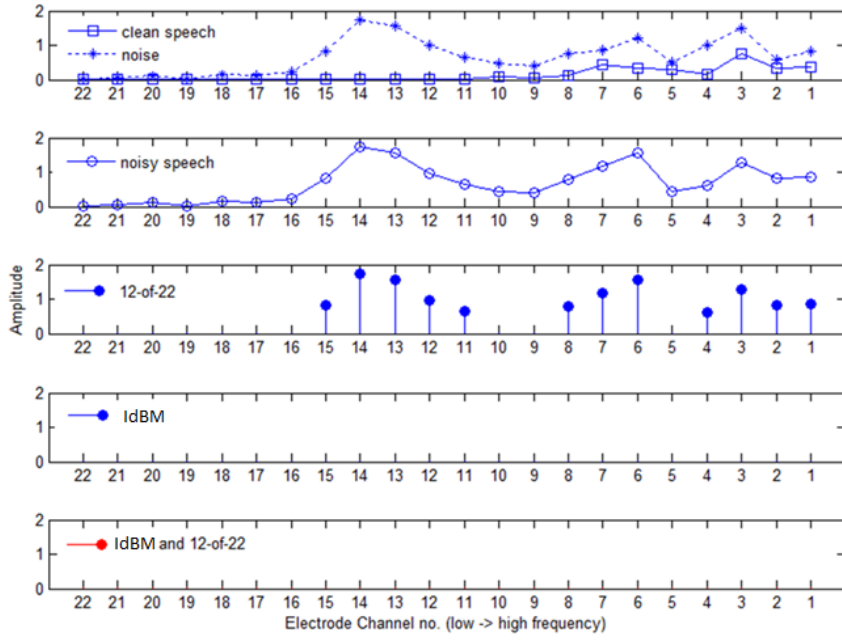 2
clean speech
1
noise
0
22 21 20 19 18 17 16 15 14 13 12 11 10 9 8 7 6 5 4 3 2 1
2
noisy speech
1
0
22 21 20 19 18 17 16 15 14 13 12 11 10 9 8 7 6 5 4 3 2 1
Amplitude
2
12-of-22
1
0
22 21 20 19 18 17 16 15 14 13 12 11 10 9 8 7 6 5 4 3 2 1
2
IdBM
1
0
22 21 20 19 18 17 16 15 14 13 12 11 10 9 8 7 6 5 4 3 2 1
2
IdBM and 12-of-22
1
0
22 21 20 19 18 17 16 15 14 13 12 11 10 9 8 7 6 5 4 3 2 1
Electrode Channel no. (low -> high frequency)